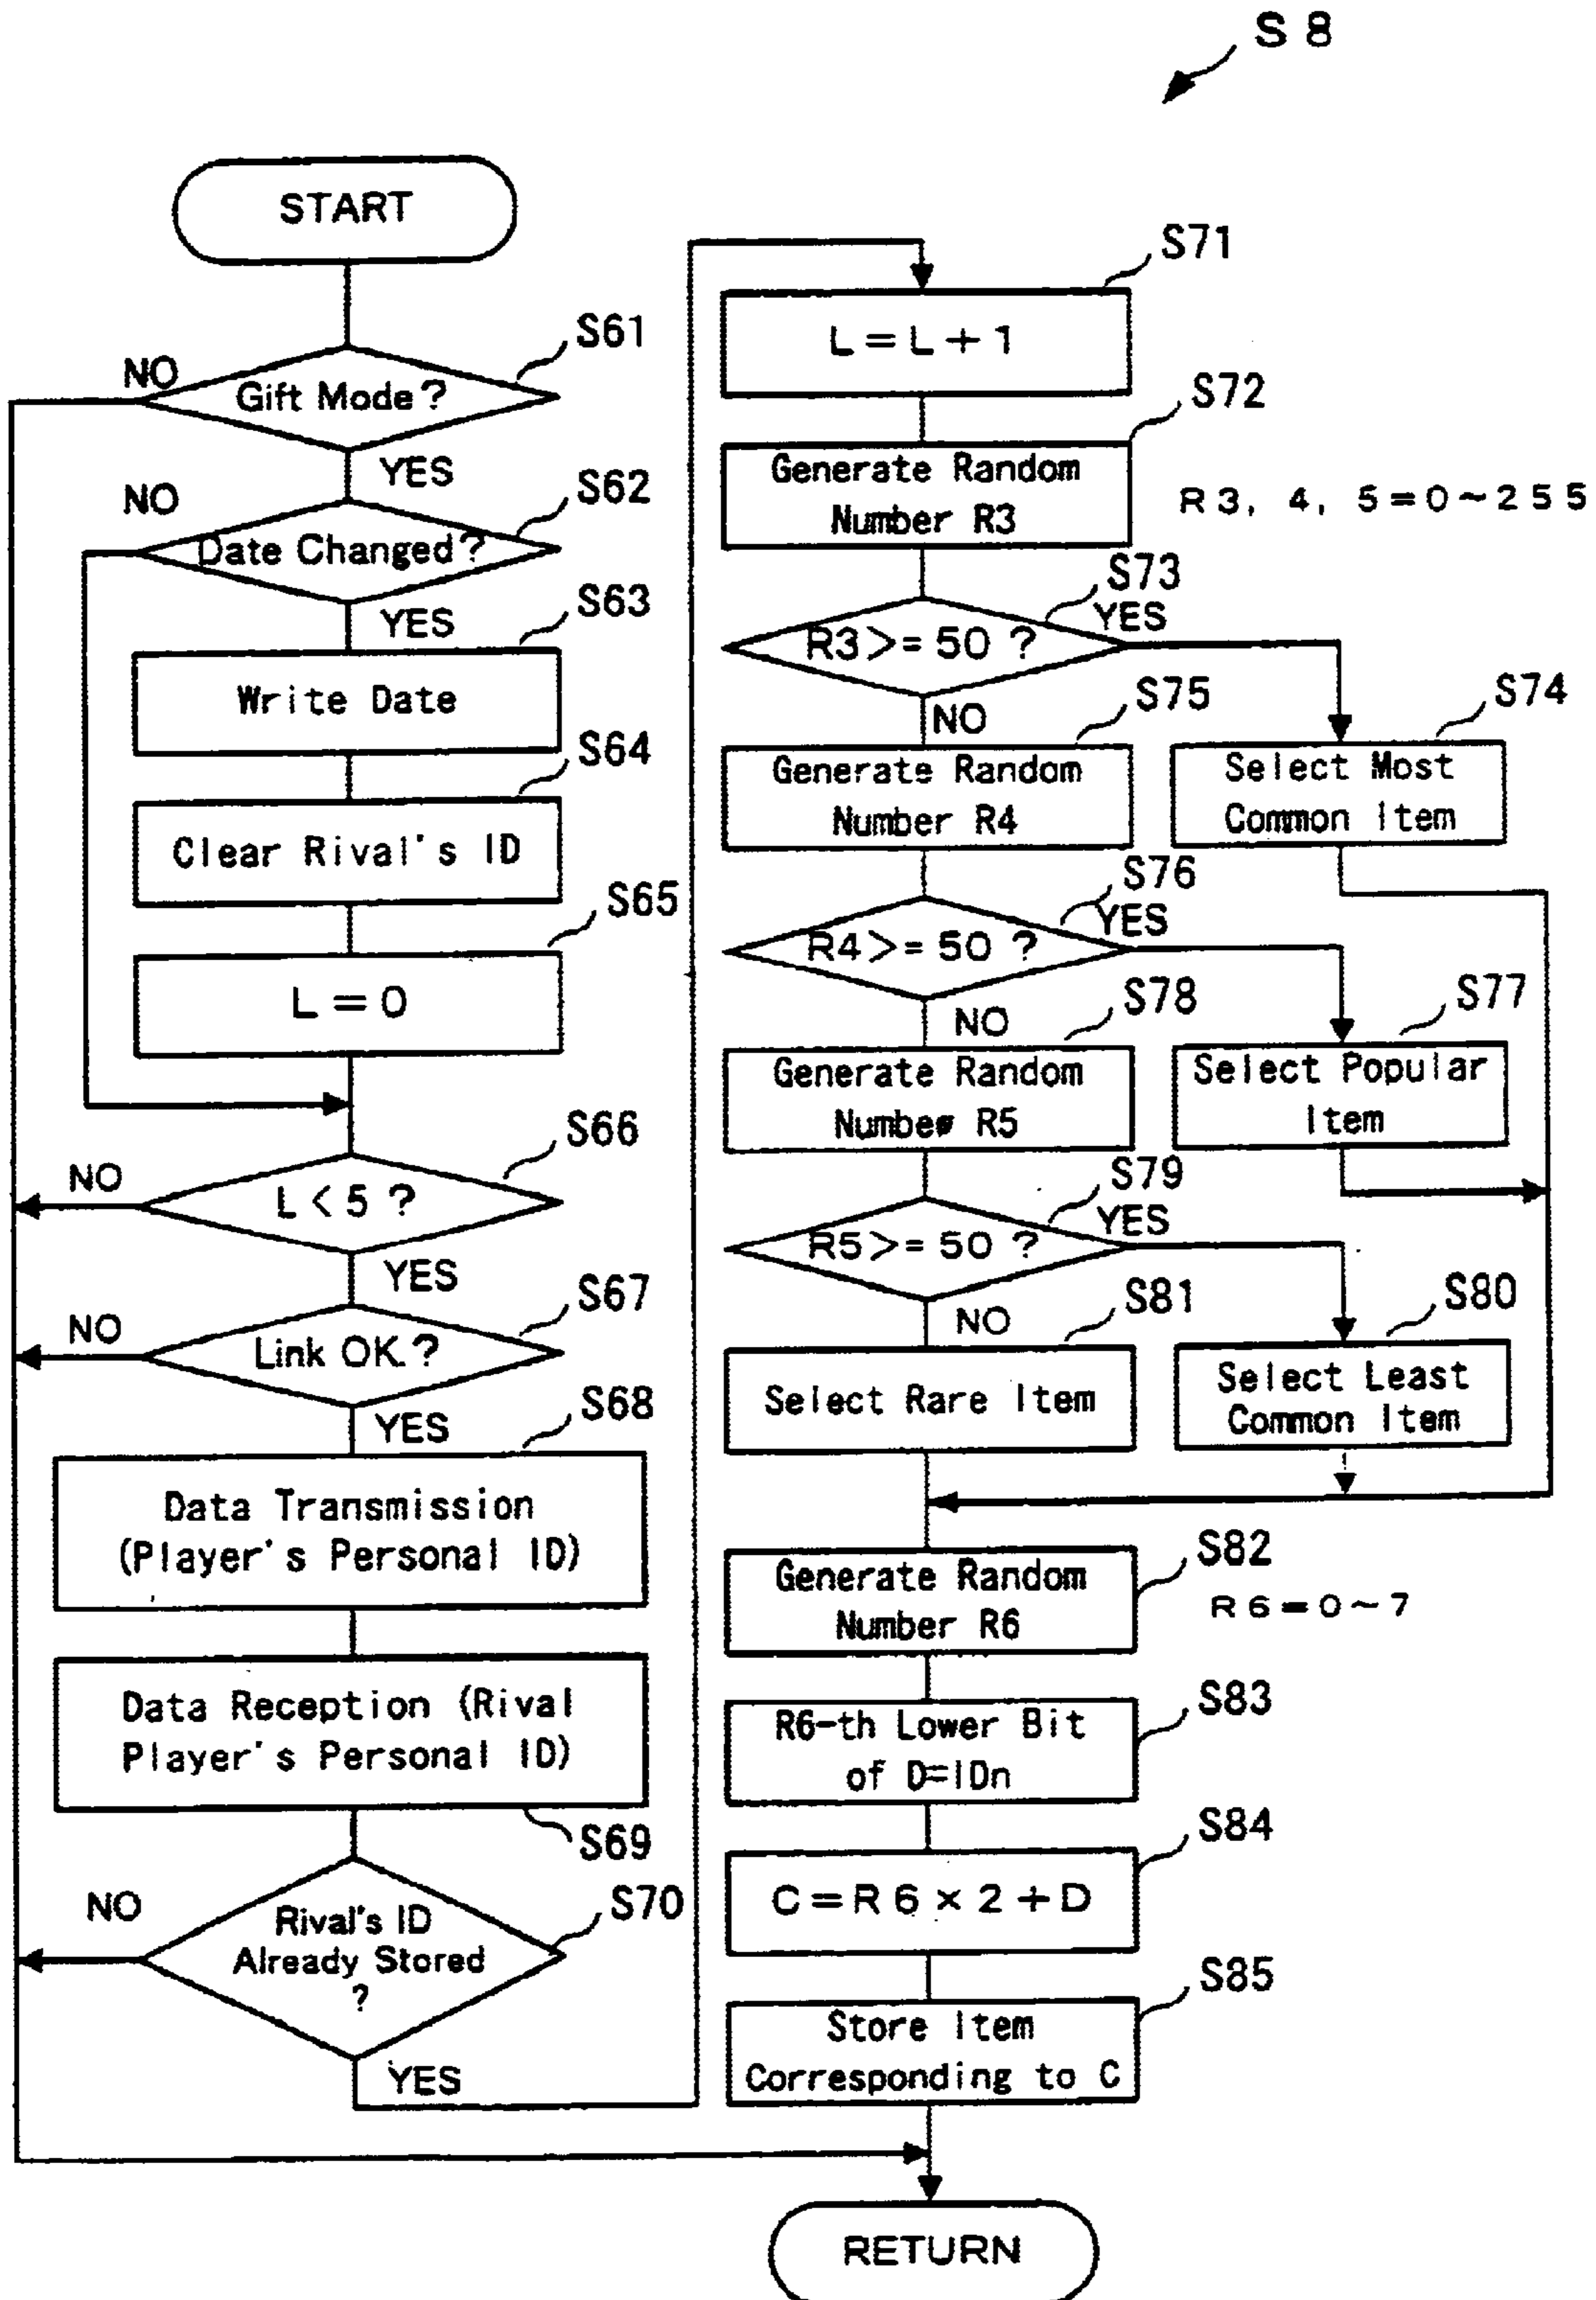 S 8
START
S61
NO
Gift Mode?
YES
S62
NO
Date Changed?
YES
S63
Write Date
S64
Clear Rival's ID
S65
L = 0
S66
NO
L < 5 ?
YES
S67
NO
Link OK.?
YES
S68
Data Transmission
(Player's Personal ID)
Data Reception (Rival
Player's Personal ID)
S69
S70
NO
Rival's ID
Already Stored
?
YES
S71
L = L + 1
S72
Generate Random
Number R3
R 3, 4, 5 = 0 ~ 2 5 5
S73
YES
R3 >= 50 ?
NO
S74
Select Most
Common Item
S75
Generate Random
Number R4
S76
YES
R4 >= 50 ?
NO
S77
Select Popular
Item
S78
Generate Random
Number R5
S79
YES
R5 >= 50 ?
NO
S80
Select Least
Common Item
S81
Select Rare Item
S82
Generate Random
Number R6
R 6 = 0 ~ 7
S83
R6-th Lower Bit
of D=IDn
S84
C = R 6 × 2 + D
S85
Store Item
Corresponding to C
RETURN